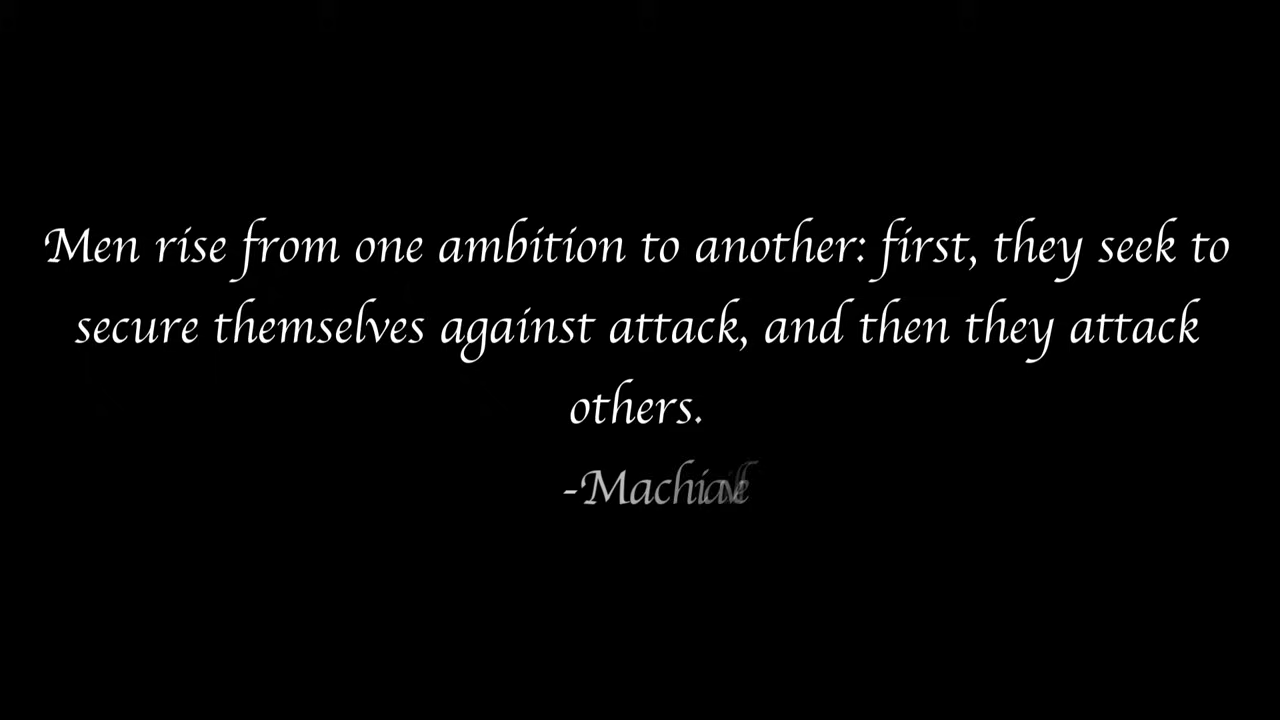 Men rise from one ambition to another: first, they seek to
secure themselves against attack, and then they attack
others.